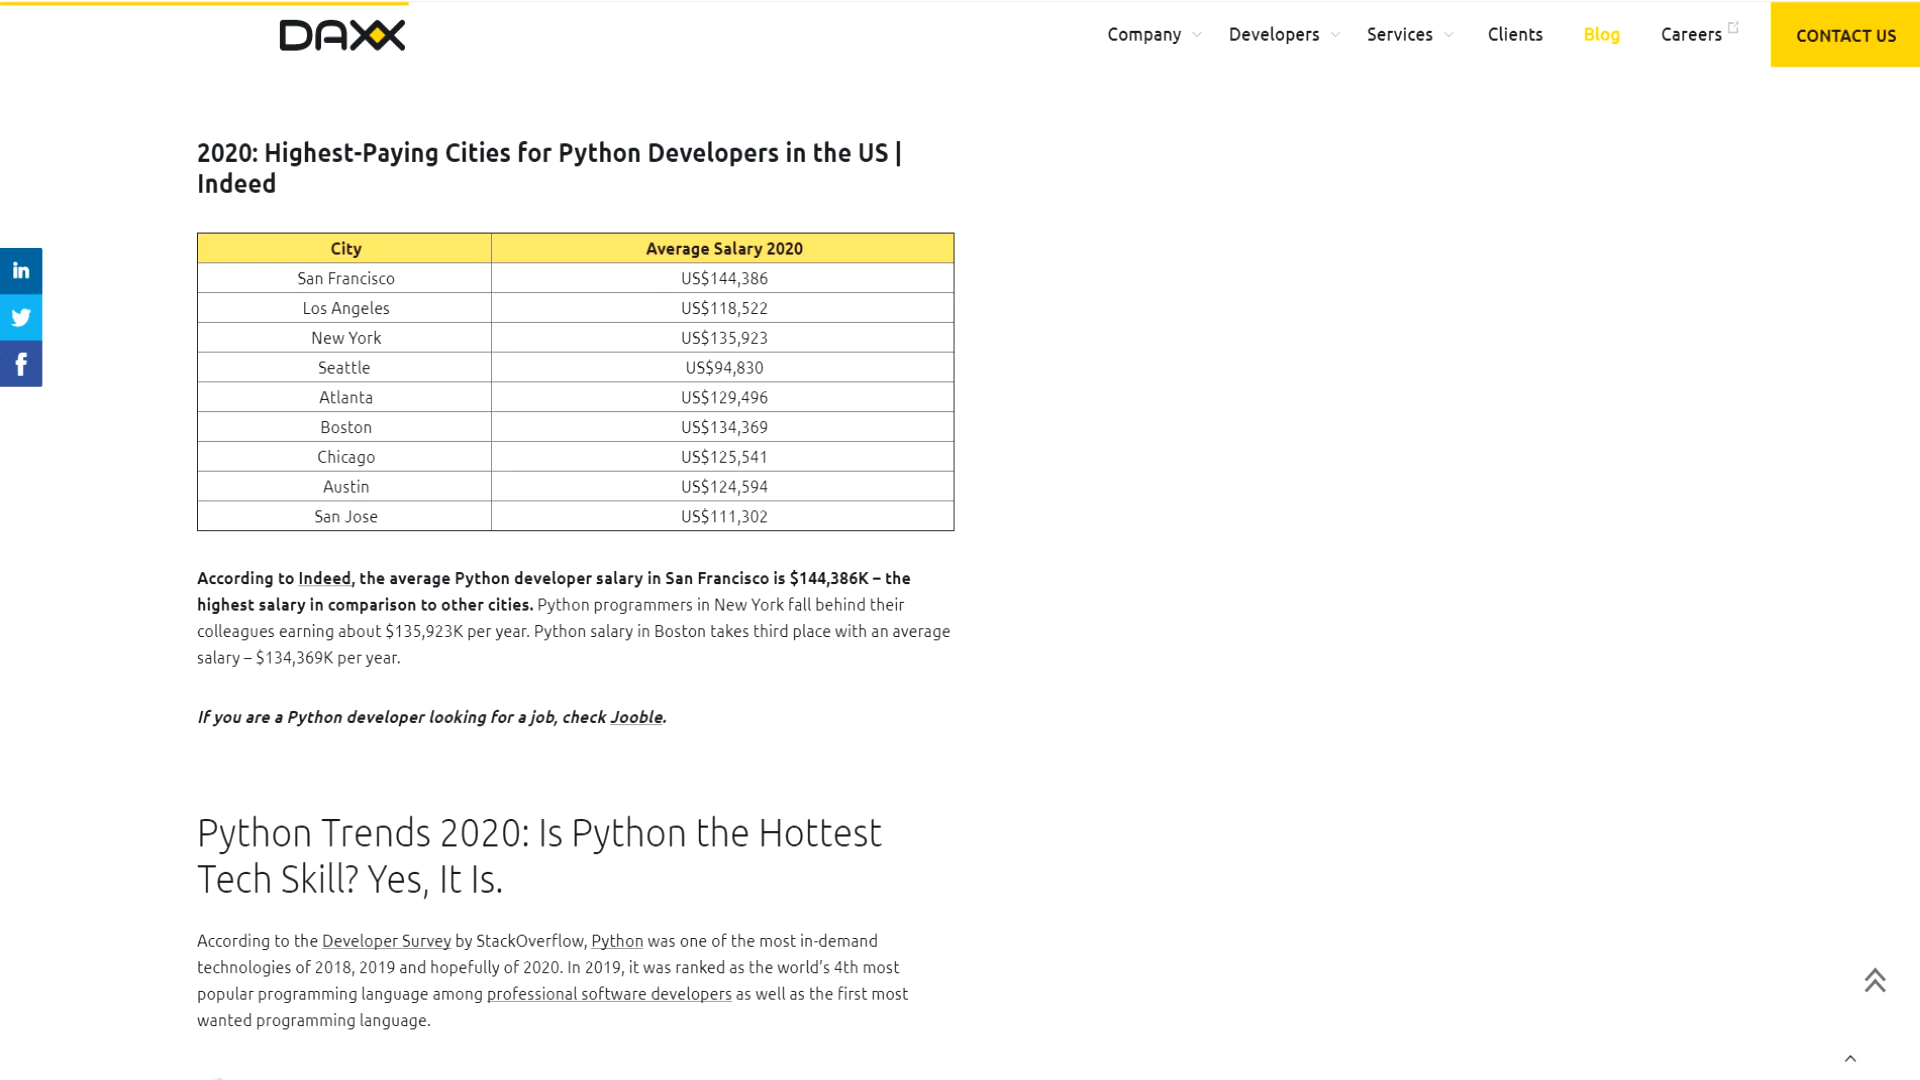 DAXX
Company
Developers
Services
Clients
Blog
Careers
CONTACT US
2020: Highest-Paying Cities for Python Developers in the US |
Indeed
City Average Salary 2020
San Francisco US$144,386
Los Angeles US$118,522
New York US$135,923
Seattle US$94,830
Atlanta US$129,496
Boston US$134,369
Chicago US$125,541
Austin US$124,594
San Jose US$111,302
According to Indeed, the average Python developer salary in San Francisco is $144,386K – the
highest salary in comparison to other cities. Python programmers in New York fall behind their
colleagues earning about $135,923K per year. Python salary in Boston takes third place with an average
salary – $134,369K per year.
If you are a Python developer looking for a job, check Jooble.
Python Trends 2020: Is Python the Hottest
Tech Skill? Yes, It Is.
According to the Developer Survey by StackOverflow, Python was one of the most in-demand
technologies of 2018, 2019 and hopefully of 2020. In 2019, it was ranked as the world’s 4th most
popular programming language among professional software developers as well as the first most
wanted programming language.